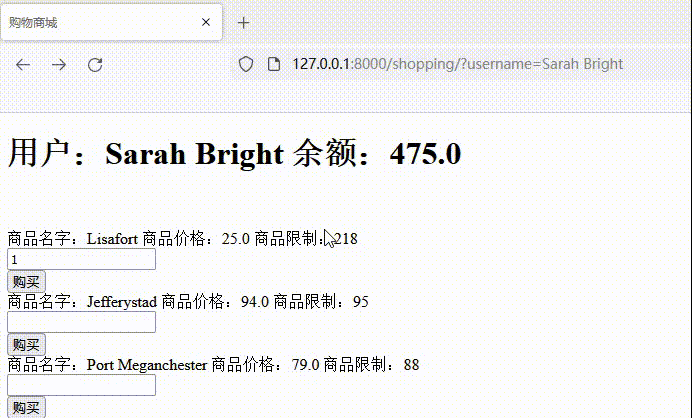 购物商城
127.0.0.1:8000/shopping/?username=Sarah Bright
用户：Sarah Bright 余额：475.0
商品名字：Lisafort 商品价格：25.0 商品限制：218
1
购买
商品名字：Jefferystad 商品价格：94.0 商品限制：95
购买
商品名字：Port Meganchester 商品价格：79.0 商品限制：88
购买